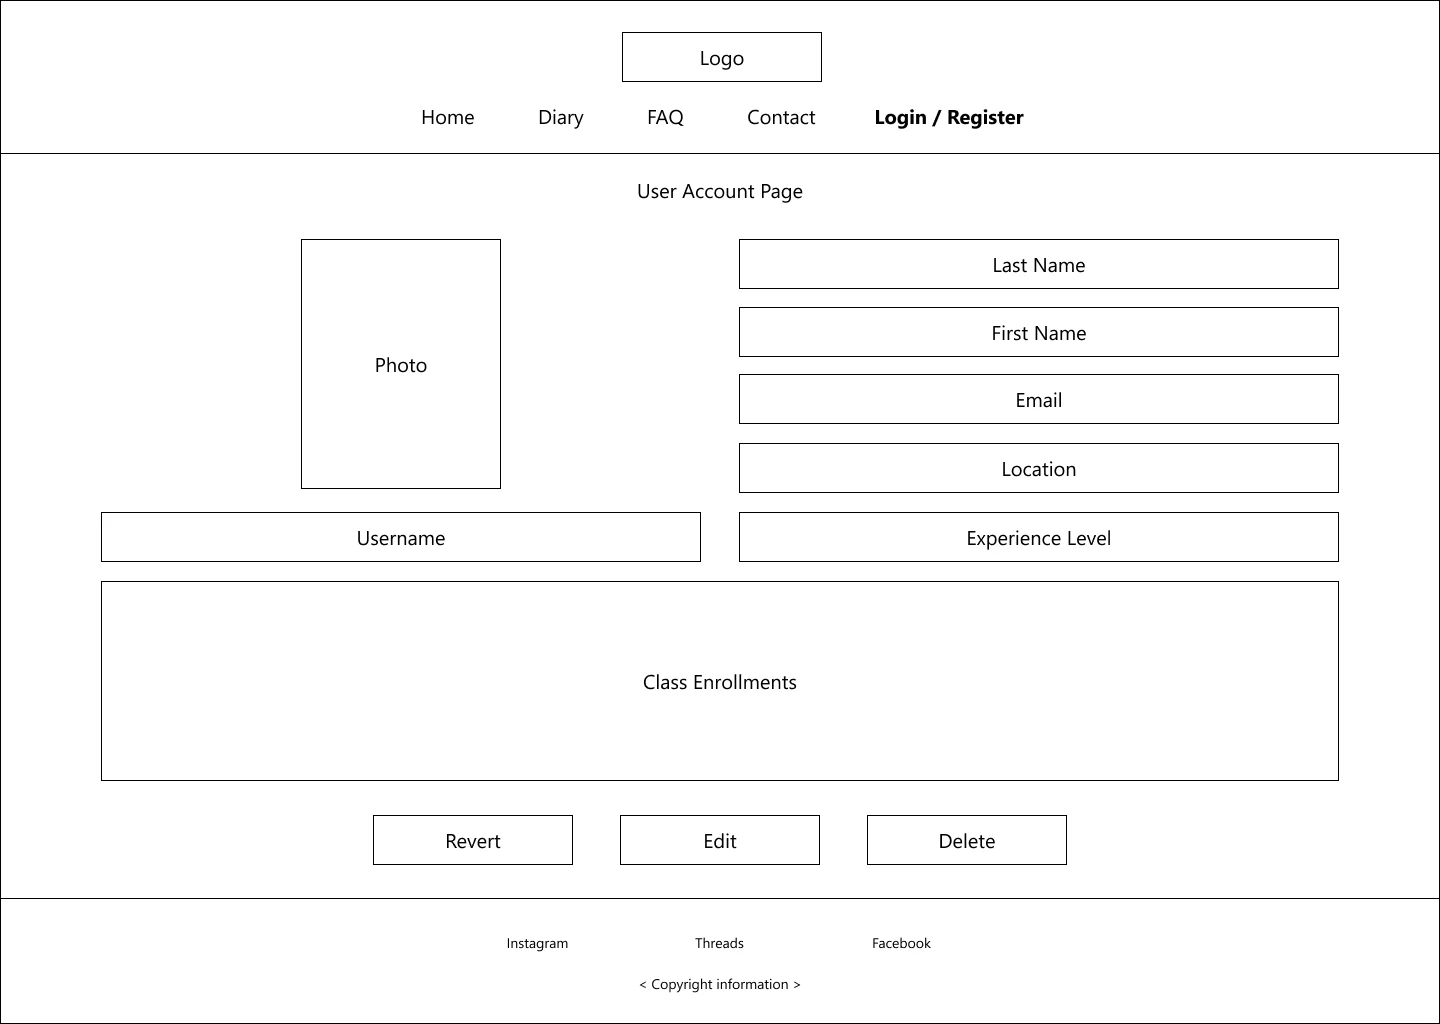 Logo
Home Diary FAQ Contact Login / Register
User Account Page
Photo
Username
Last Name
First Name
Email
Location
Experience Level
Class Enrollments
Revert Edit Delete
Instagram Threads Facebook
< Copyright information >